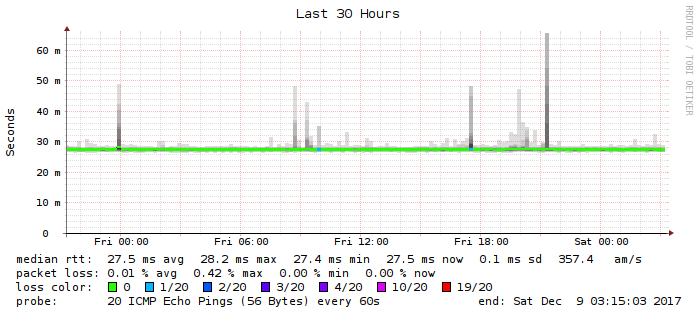 Last 30 Hours
RRDTOOL / TOBI OETIKER
Seconds
60 m
50 m
40 m
30 m
20 m
10 m
0
Fri 00:00 Fri 06:00 Fri 12:00 Fri 18:00 Sat 00:00
median rtt: 27.5 ms avg 28.2 ms max 27.4 ms min 27.5 ms now 0.1 ms sd 357.4 am/s
packet loss: 0.01 % avg 0.42 % max 0.00 % min 0.00 % now
loss color: 0 1/20 2/20 3/20 4/20 10/20 19/20
probe: 20 ICMP Echo Pings (56 Bytes) every 60s end: Sat Dec 9 03:15:03 2017